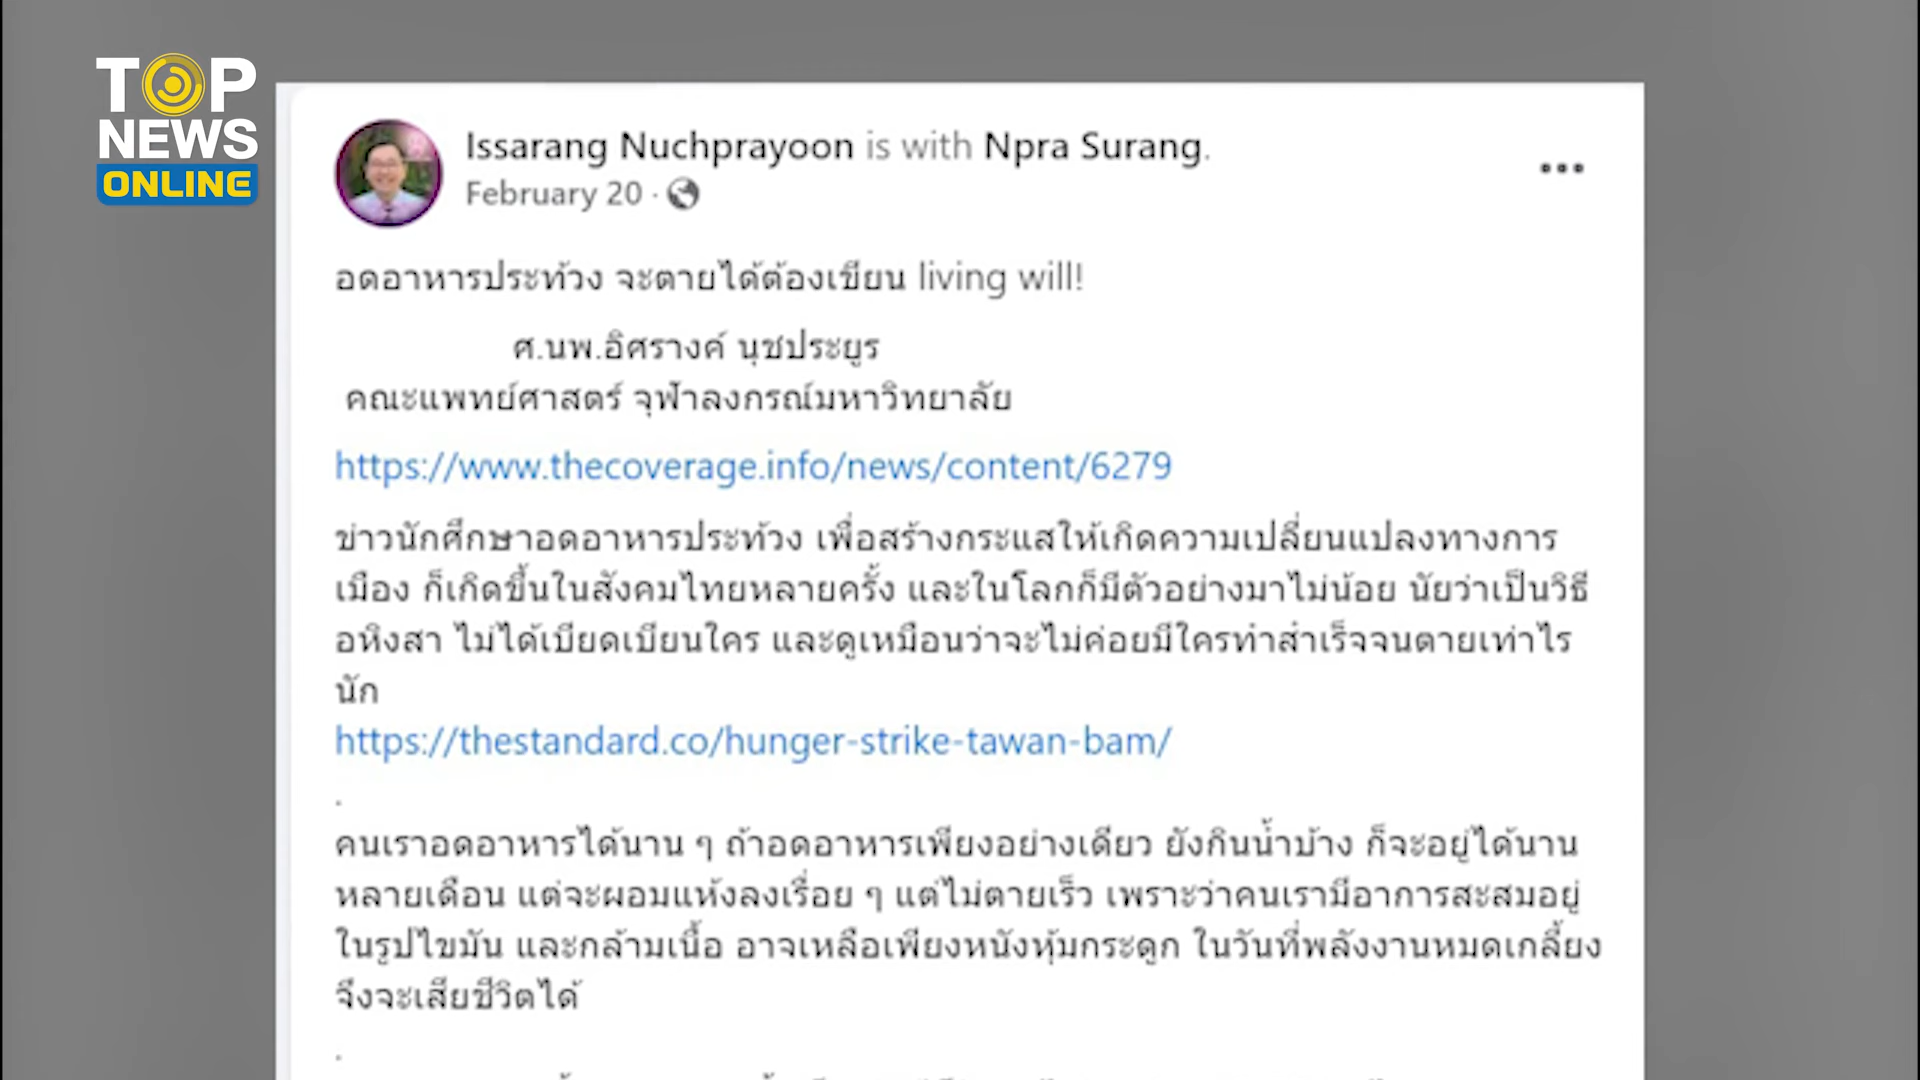 TOP
NEWS
ONLINE
Issarang Nuchprayoon is with Npra Surang.
February 20 ·
อดอาหารประท้วง จะตายได้ต้องเขียน living will!
ศ.นพ.อิศรางค์ นุชประยูร
คณะแพทย์ศาสตร์ จุฬาลงกรณ์มหาวิทยาลัย
https://www.thecoverage.info/news/content/6279
ข่าวนักศึกษาอดอาหารประท้วง เพื่อสร้างกระแสให้เกิดความเปลี่ยนแปลงทางการ
เมือง ก็เกิดขึ้นในสังคมไทยหลายครั้ง และในโลกก็มีตัวอย่างมาไม่น้อย นัยว่าเป็นวิธี
อหิงสา ไม่ได้เบียดเบียนใคร และดูเหมือนว่าจะไม่ค่อยมีใครทำสำเร็จจนตายเท่าไร
นัก
https://thestandard.co/hunger-strike-tawan-bam/
.
คนเราอดอาหารได้นาน ๆ ถ้าอดอาหารเพียงอย่างเดียว ยังกินน้ำบ้าง ก็จะอยู่ได้นาน
หลายเดือน แต่จะผอมแห้งลงเรื่อย ๆ แต่ไม่ตายเร็ว เพราะว่าคนเรามีอาการสะสมอยู่
ในรูปไขมัน และกล้ามเนื้อ อาจเหลือเพียงหนังหุ้มกระดูก ในวันที่พลังงานหมดเกลี้ยง
จึงจะเสียชีวิตได้
.